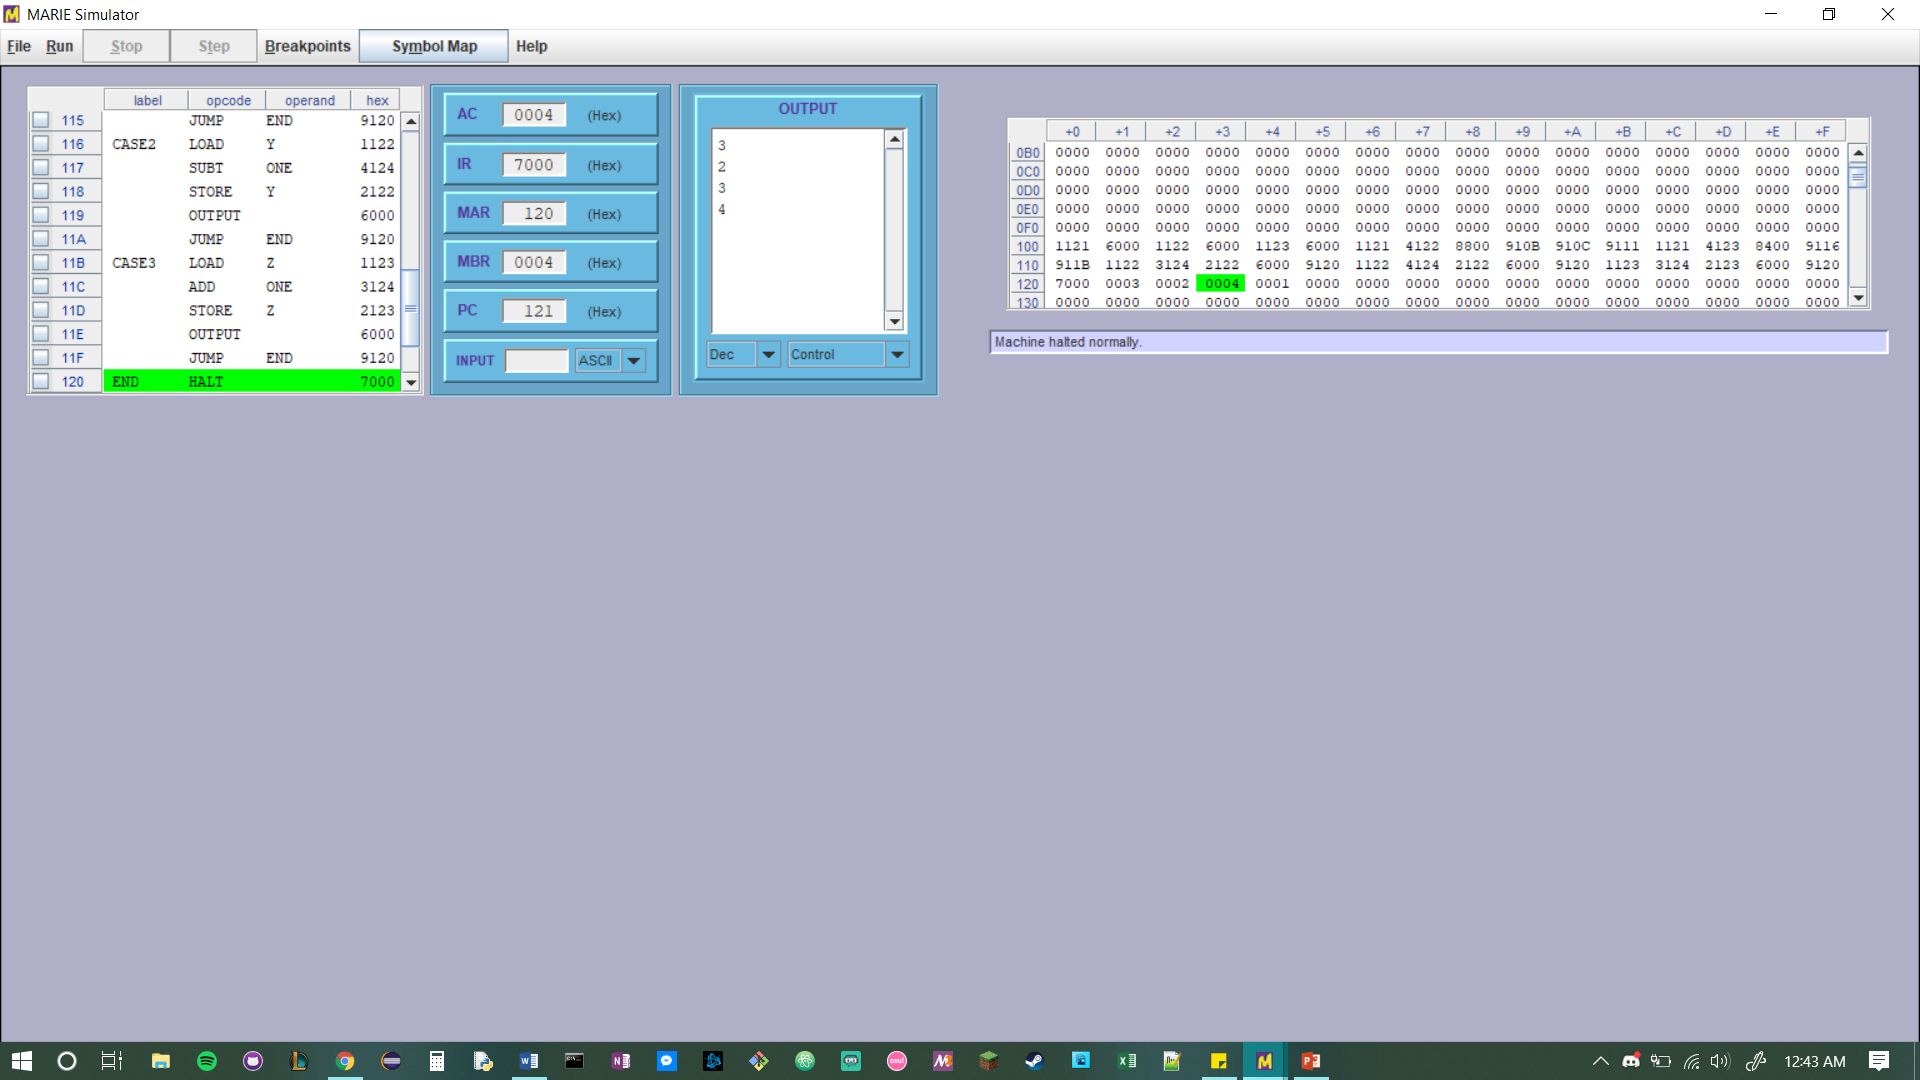 MARIE Simulator
File Run Stop Step Breakpoints Symbol Map Help
label opcode operand hex
115 JUMP END 9120
116 CASE2 LOAD Y 1122
117 SUBT ONE 4124
118 STORE Y 2122
119 OUTPUT 6000
11A JUMP END 9120
11B CASE3 LOAD Z 1123
11C ADD ONE 3124
11D STORE Z 2123
11E OUTPUT 6000
11F JUMP END 9120
120 END HALT 7000
AC 0004 (Hex)
IR 7000 (Hex)
MAR 120 (Hex)
MBR 0004 (Hex)
PC 121 (Hex)
INPUT ASCII
OUTPUT
3
2
3
4
Dec Control
+0 +1 +2 +3 +4 +5 +6 +7 +8 +9 +A +B +C +D +E +F
0B0 0000 0000 0000 0000 0000 0000 0000 0000 0000 0000 0000 0000 0000 0000 0000 0000
0C0 0000 0000 0000 0000 0000 0000 0000 0000 0000 0000 0000 0000 0000 0000 0000 0000
0D0 0000 0000 0000 0000 0000 0000 0000 0000 0000 0000 0000 0000 0000 0000 0000 0000
0E0 0000 0000 0000 0000 0000 0000 0000 0000 0000 0000 0000 0000 0000 0000 0000 0000
0F0 0000 0000 0000 0000 0000 0000 0000 0000 0000 0000 0000 0000 0000 0000 0000 0000
100 1121 6000 1122 6000 1123 6000 1121 4122 8800 910B 910C 9111 1121 4123 8400 9116
110 911B 1122 3124 2122 6000 9120 1122 4124 2122 6000 9120 1123 3124 2123 6000 9120
120 7000 0003 0002 0004 0001 0000 0000 0000 0000 0000 0000 0000 0000 0000 0000 0000
130 0000 0000 0000 0000 0000 0000 0000 0000 0000 0000 0000 0000 0000 0000 0000 0000
Machine halted normally.
12:43 AM